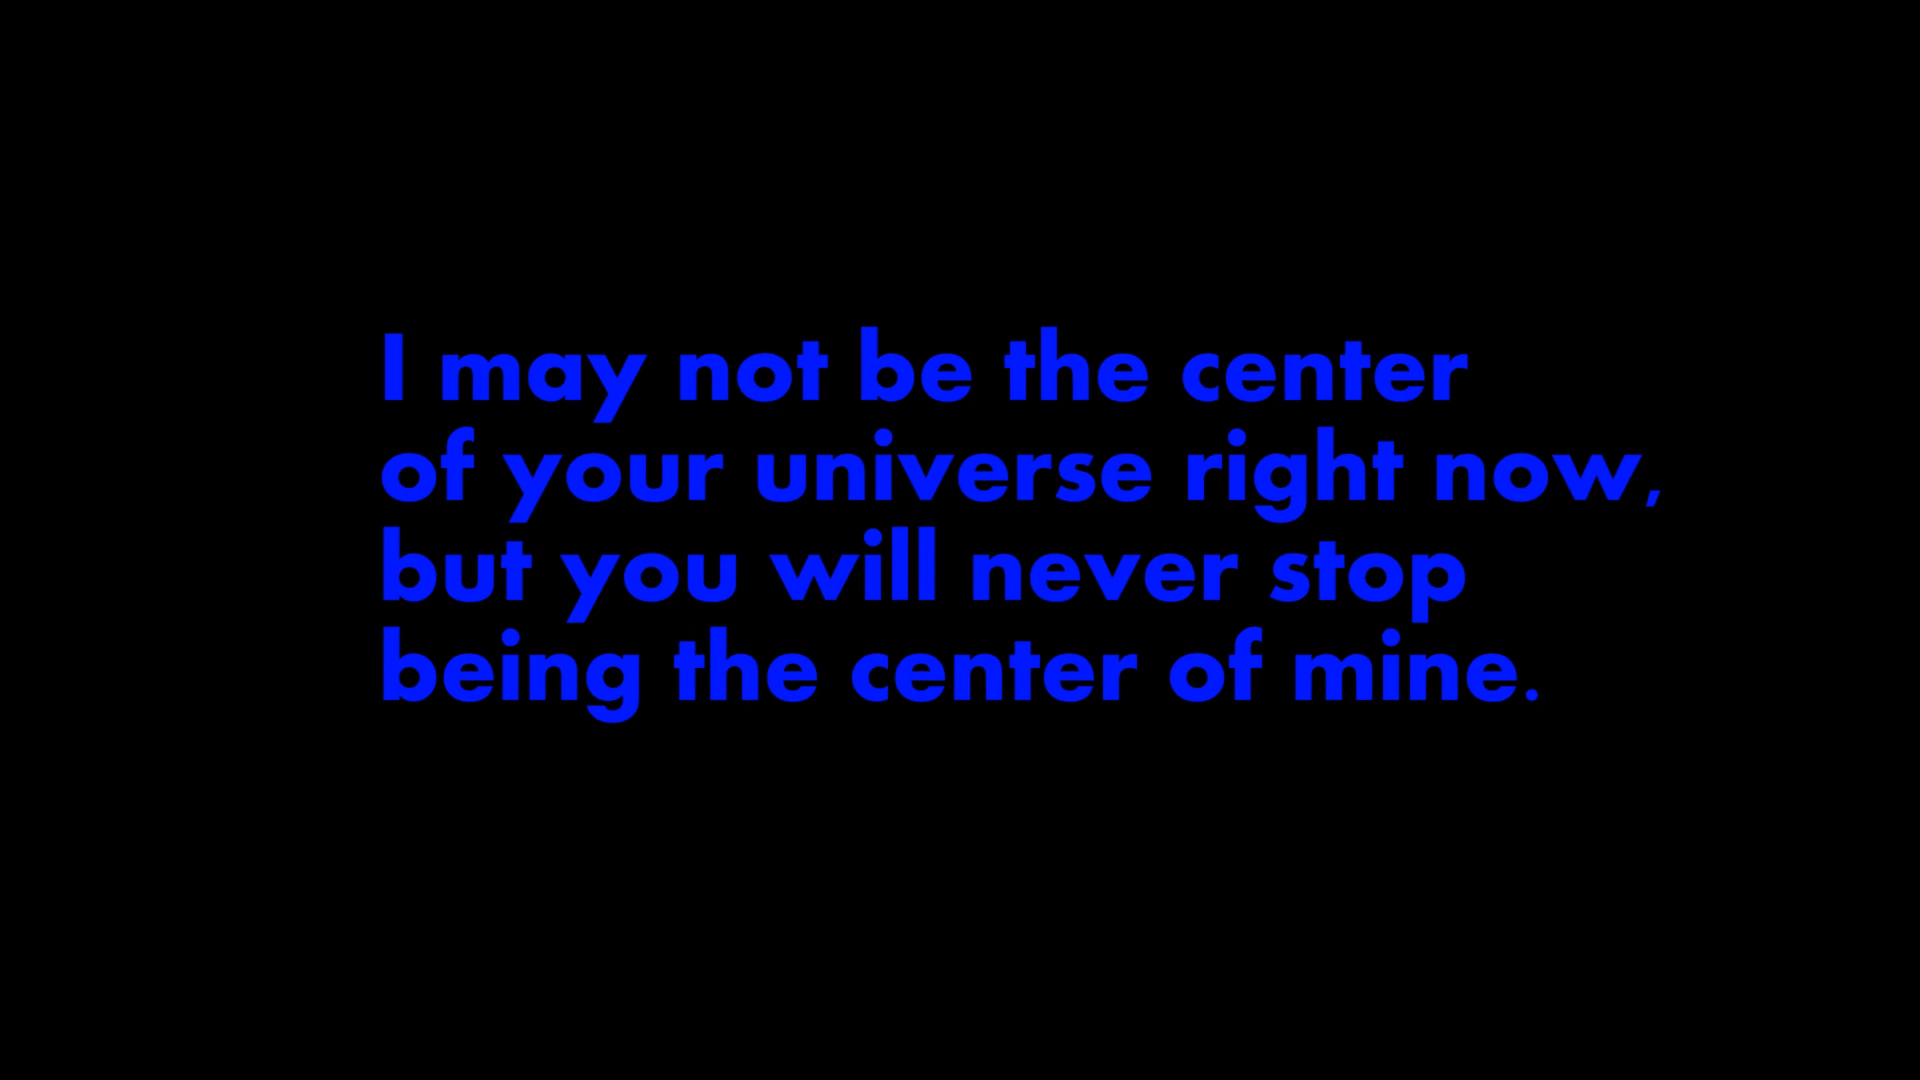 I may not be the center
of your universe right now,
but you will never stop
being the center of mine.